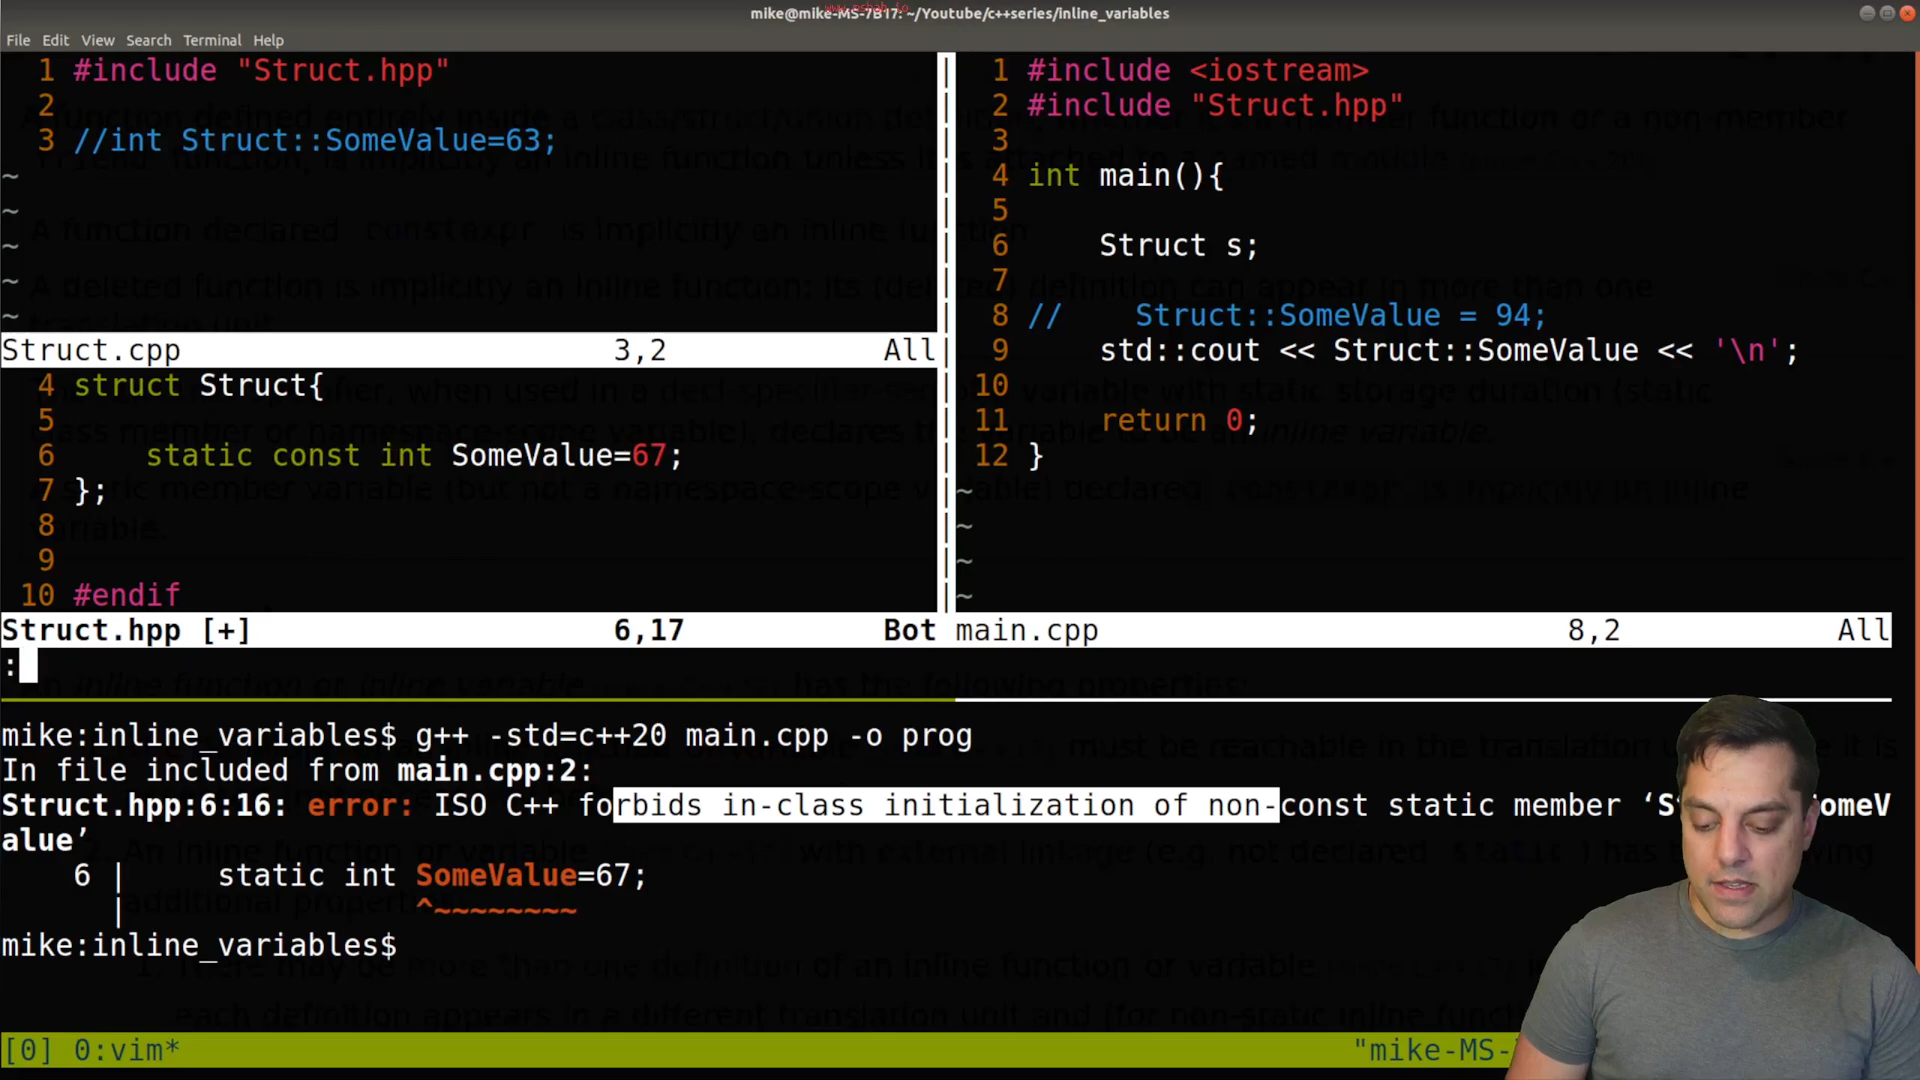 www.mshah.io
mike@mike-MS-7B17: ~/Youtube/c++series/inline_variables
File Edit View Search Terminal Help
1 #include "Struct.hpp"
2
3 //int Struct::SomeValue=63;
~
~
~
~
~
Struct.cpp 3,2 All
4 struct Struct{
5
6 static const int SomeValue=67;
7 };
8
9
10 #endif
Struct.hpp [+] 6,17 Bot
:
1 #include <iostream>
2 #include "Struct.hpp"
3
4 int main(){
5
6 Struct s;
7
8 // Struct::SomeValue = 94;
9 std::cout << Struct::SomeValue << '\n';
10
11 return 0;
12 }
~
~
~
~
main.cpp 8,2 All
mike:inline_variables$ g++ -std=c++20 main.cpp -o prog
In file included from main.cpp:2:
Struct.hpp:6:16: error: ISO C++ forbids in-class initialization of non-const static member
alue’
6 | static int SomeValue=67;
| ^~~~~~~~~
mike:inline_variables$
[0] 0:vim* "mike-MS-